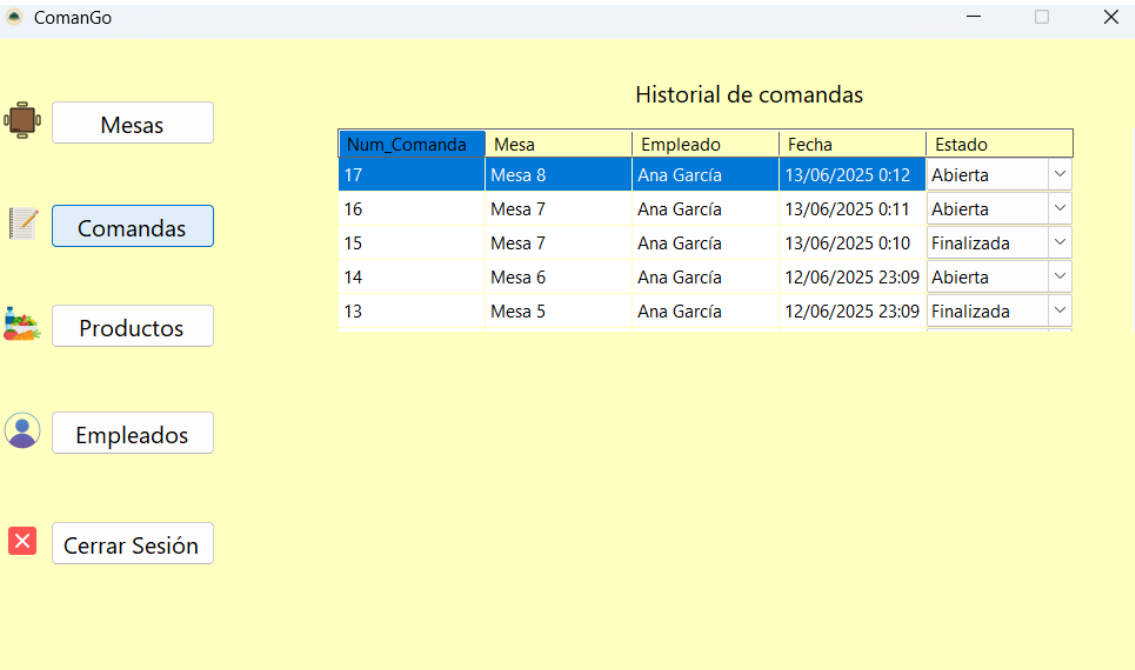 ComanGo
Historial de comandas
Mesas
Comandas
Productos
Empleados
Cerrar Sesión
Num_Comanda Mesa Empleado Fecha Estado
17 Mesa 8 Ana García 13/06/2025 0:12 Abierta
16 Mesa 7 Ana García 13/06/2025 0:11 Abierta
15 Mesa 7 Ana García 13/06/2025 0:10 Finalizada
14 Mesa 6 Ana García 12/06/2025 23:09 Abierta
13 Mesa 5 Ana García 12/06/2025 23:09 Finalizada